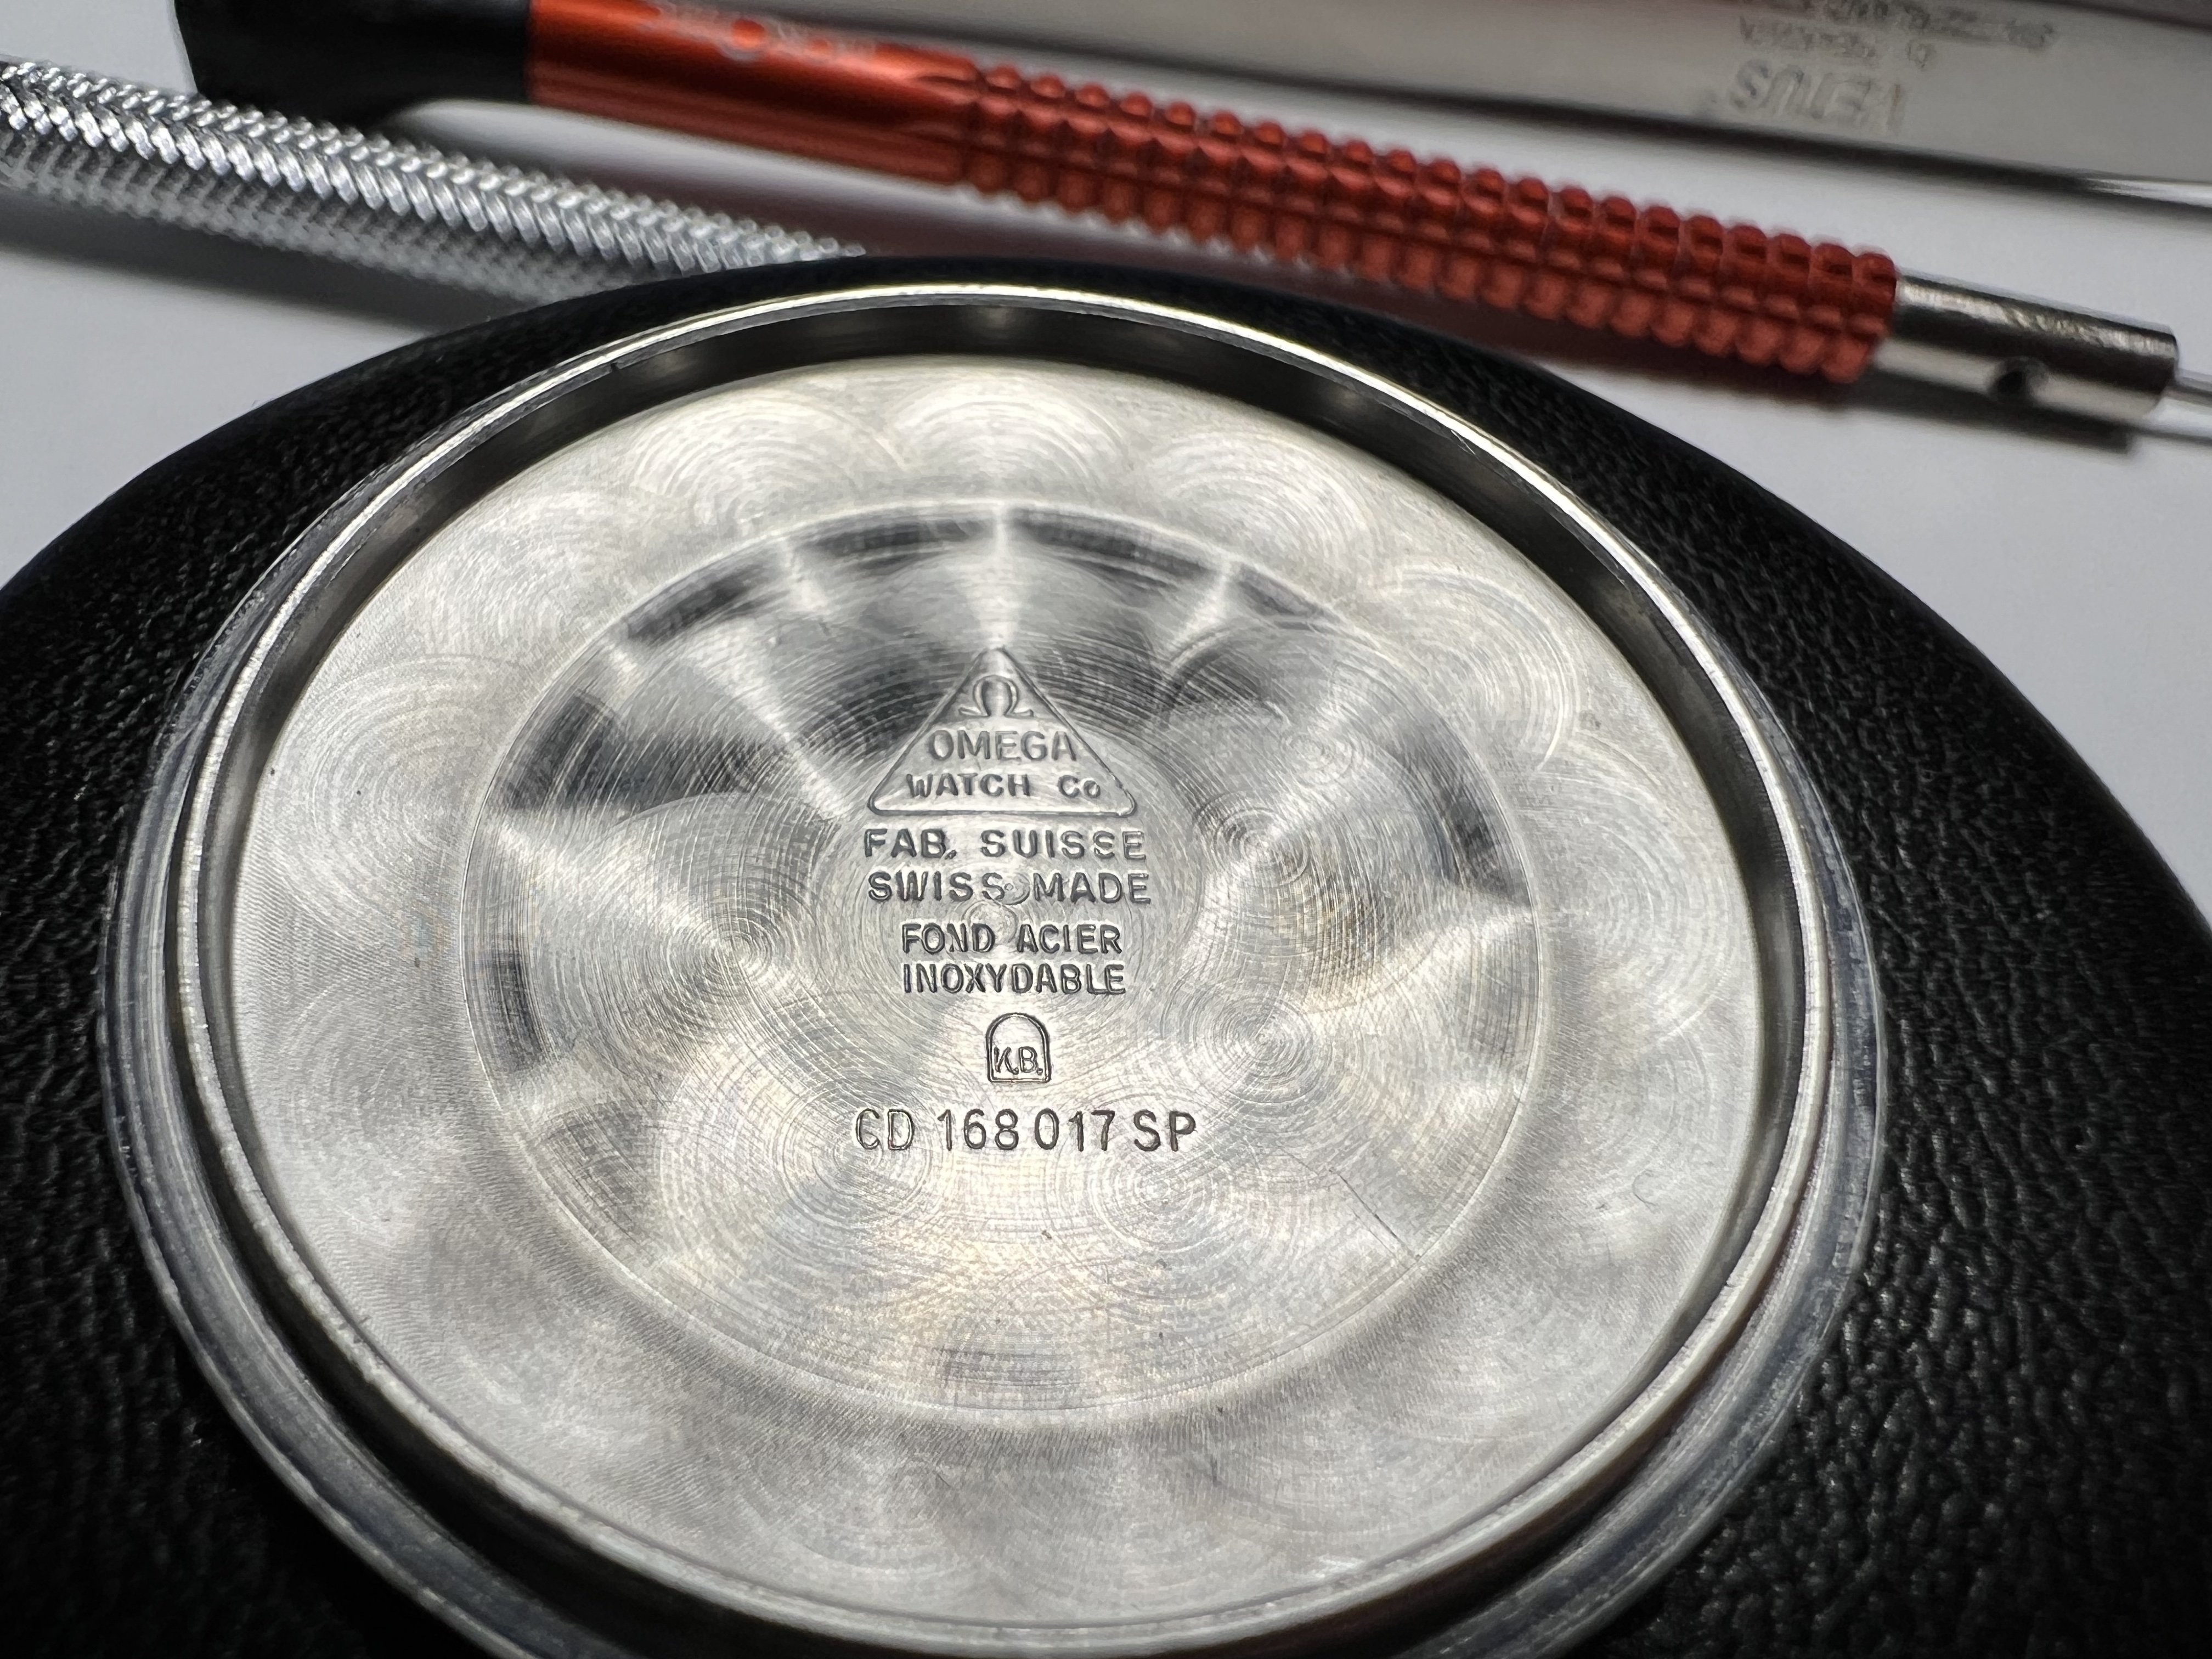 Ω
OMEGA
WATCH Co
FAB. SUISSE
SWISS MADE
FOND ACIER
INOXYDABLE
K.B.
CD 168 017 SP